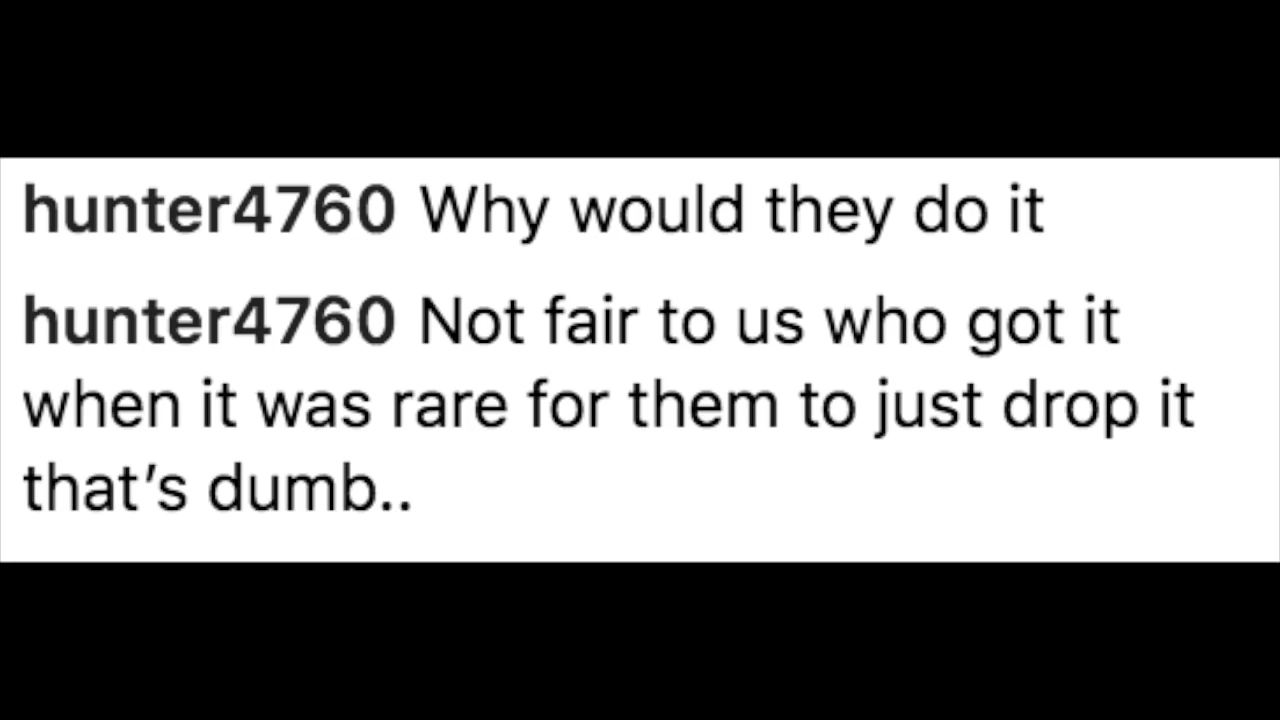 hunter4760 Why would they do it
hunter4760 Not fair to us who got it
when it was rare for them to just drop it
that’s dumb..